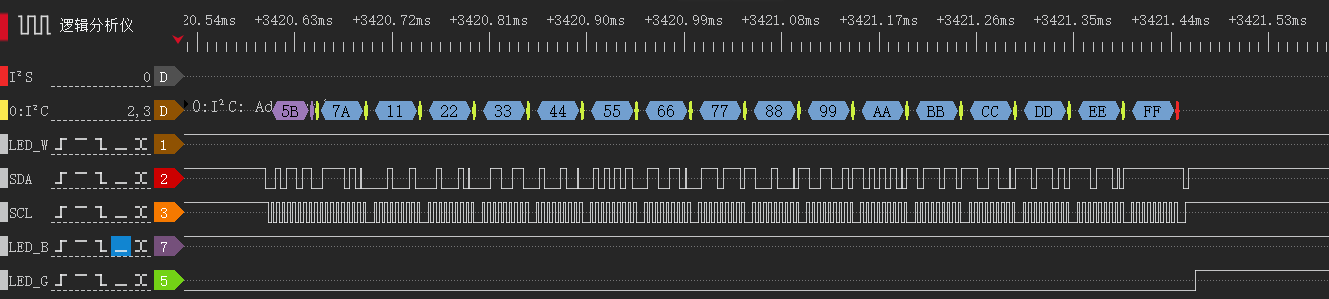 逻辑分析仪
20.54ms +3420.63ms +3420.72ms +3420.81ms +3420.90ms +3420.99ms +3421.08ms +3421.17ms +3421.26ms +3421.35ms +3421.44ms +3421.53ms
I²S 0 D
0:I²C 2,3 D 0:I²C: Ad 5B 7A 11 22 33 44 55 66 77 88 99 AA BB CC DD EE FF
LED_W 1
SDA 2
SCL 3
LED_B 7
LED_G 5